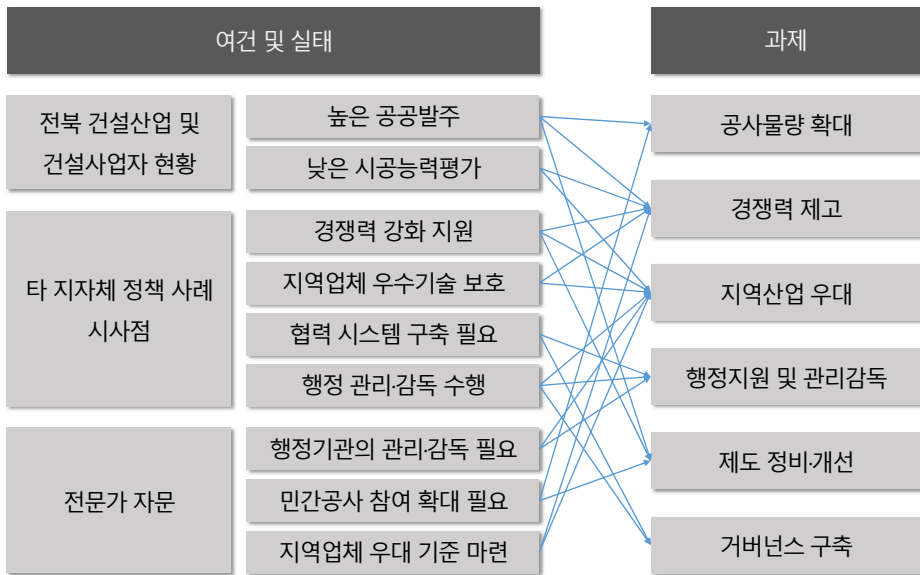 여건 및 실태
과제
전북 건설산업 및
건설사업자 현황
높은 공공발주
낮은 시공능력평가
타 지자체 정책 사례
시사점
경쟁력 강화 지원
지역업체 우수기술 보호
협력 시스템 구축 필요
행정 관리·감독 수행
전문가 자문
행정기관의 관리·감독 필요
민간공사 참여 확대 필요
지역업체 우대 기준 마련
공사물량 확대
경쟁력 제고
지역산업 우대
행정지원 및 관리감독
제도 정비·개선
거버넌스 구축